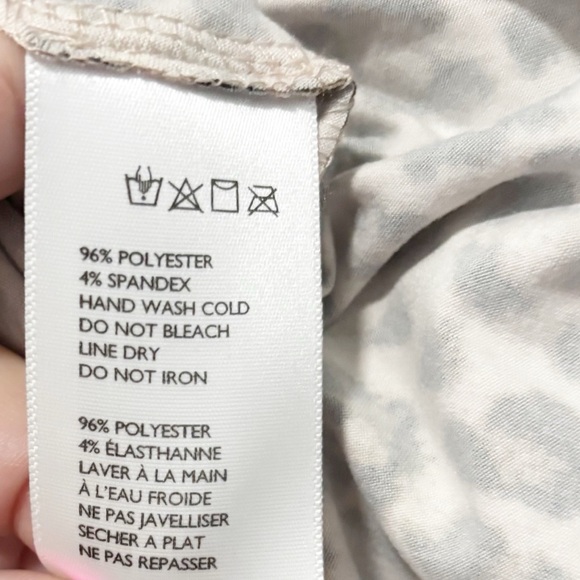 96% POLYESTER
4% SPANDEX
HAND WASH COLD
DO NOT BLEACH
LINE DRY
DO NOT IRON
96% POLYESTER
4% ÉLASTHANNE
LAVER À LA MAIN
À L'EAU FROIDE
NE PAS JAVELLISER
SECHER A PLAT
NE PAS REPASSER